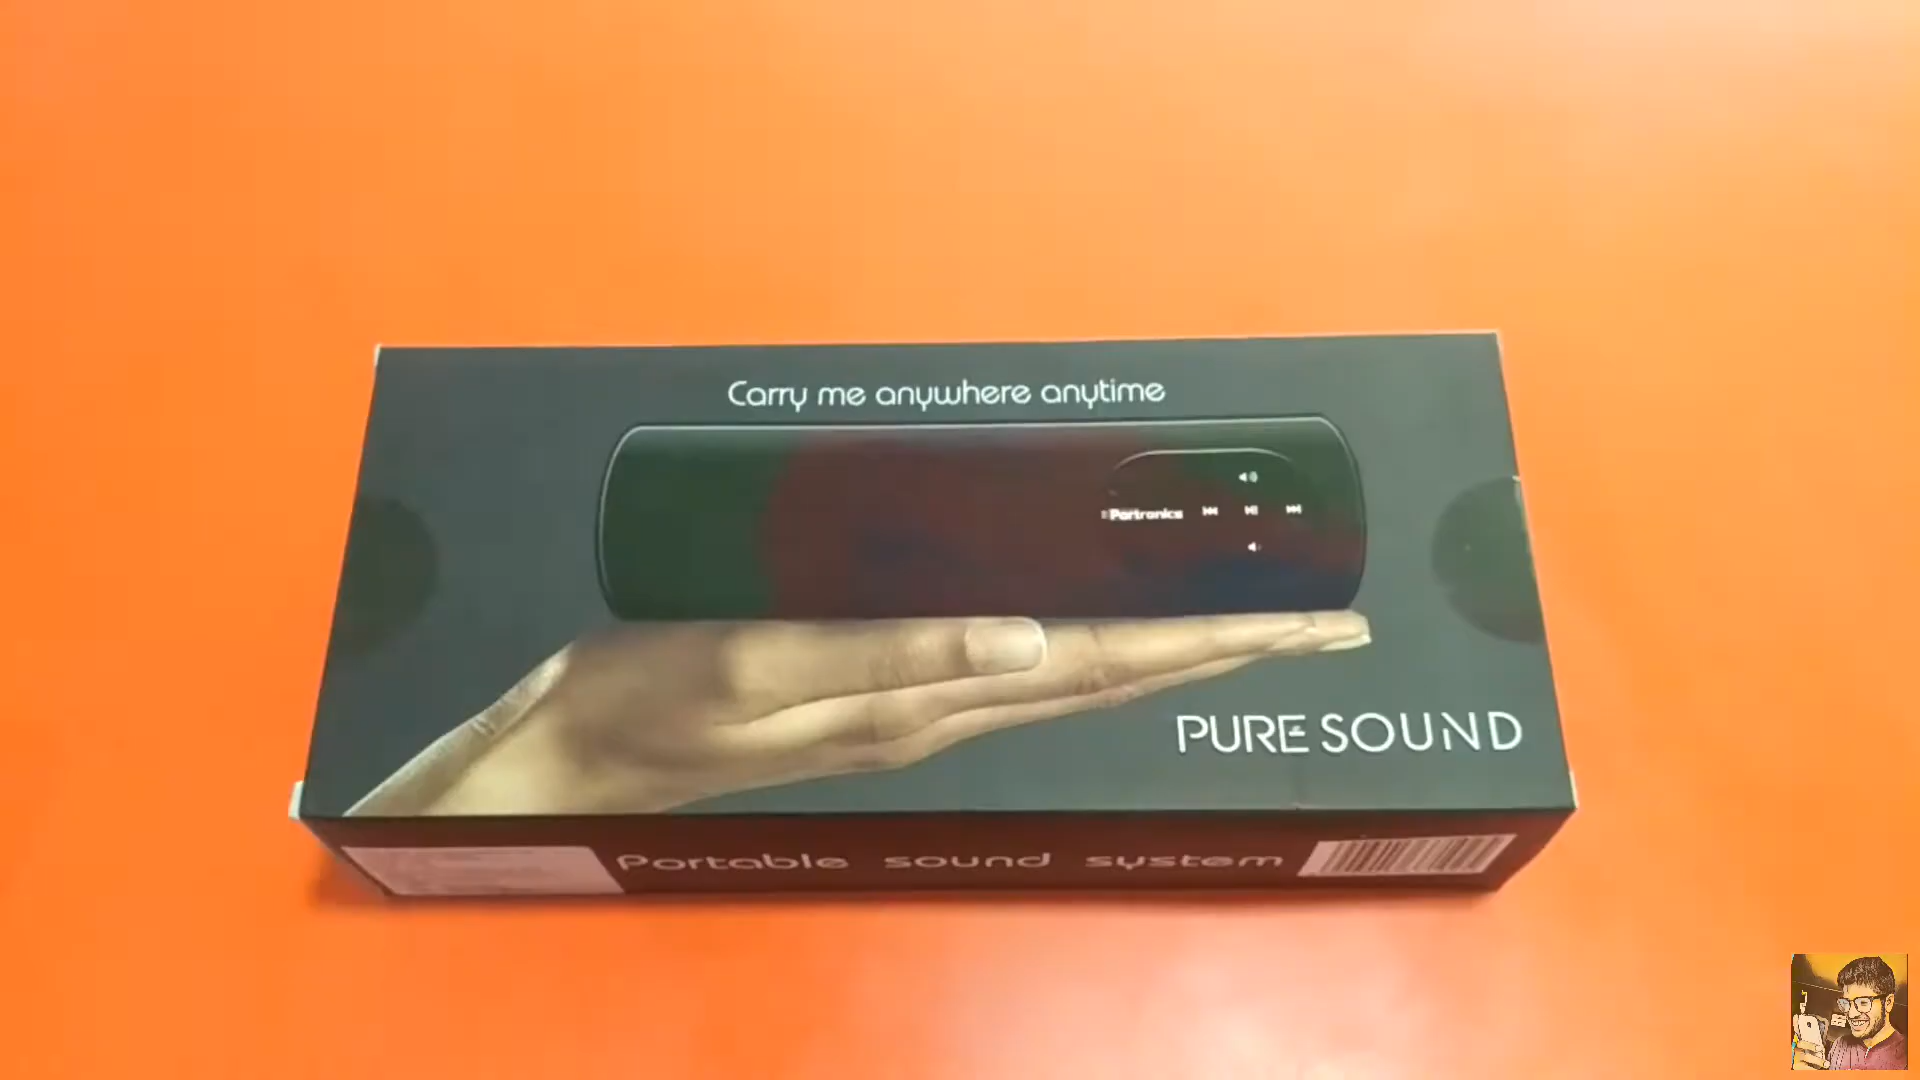 Carry me anywhere anytime
Portronics
PURE SOUND
Portable sound system